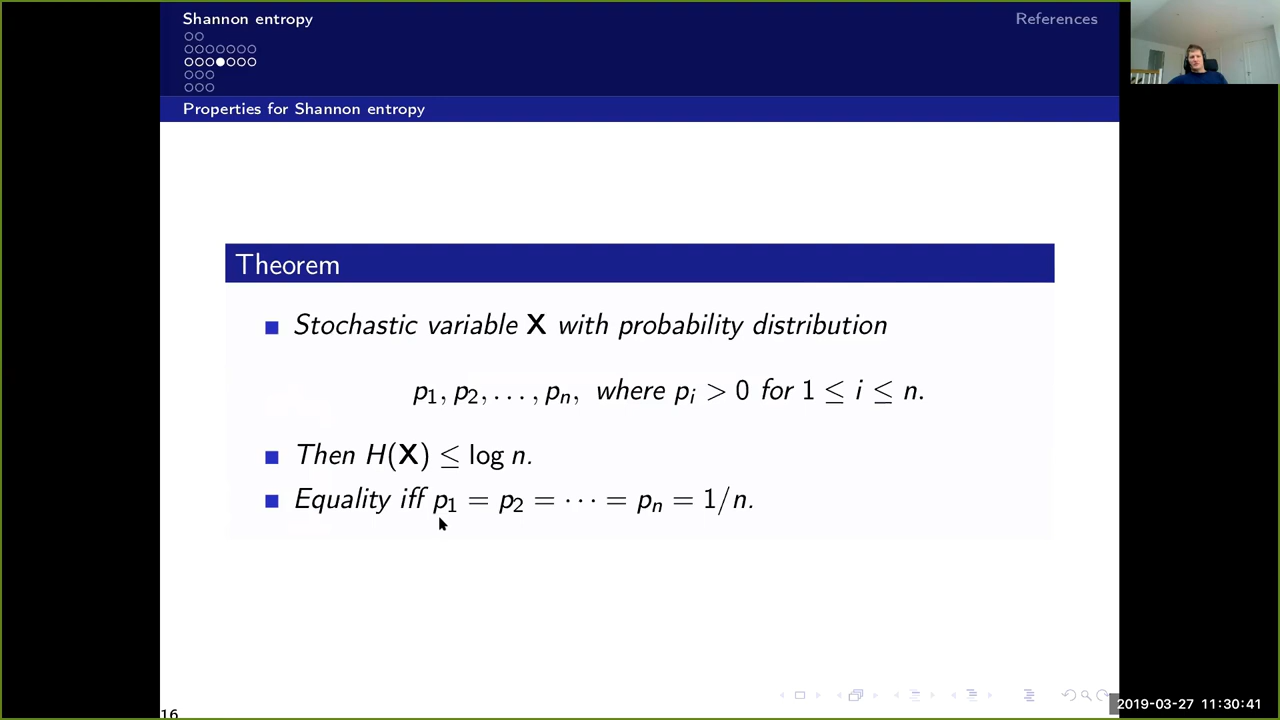 Shannon entropy
References
Properties for Shannon entropy
Theorem
Stochastic variable X with probability distribution
p₁, p₂, . . . , pₙ, where pᵢ > 0 for 1 ≤ i ≤ n.
Then H(X) ≤ log n.
Equality iff p₁ = p₂ = · · · = pₙ = 1/n.
16
2019-03-27 11:30:41